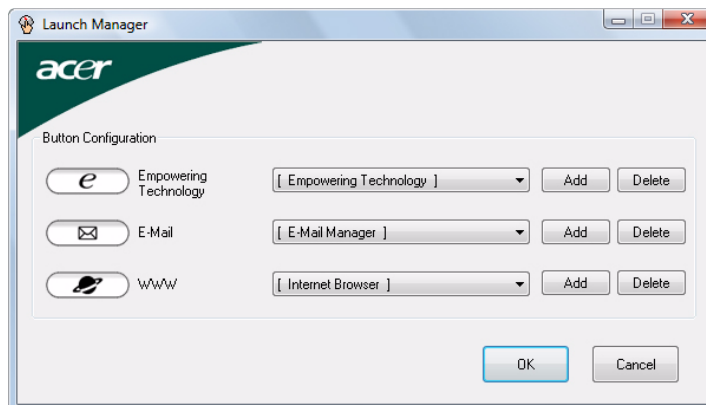 Launch Manager
acer
Button Configuration
e
Empowering
Technology
[ Empowering Technology ]
Add
Delete
E-Mail
[ E-Mail Manager ]
Add
Delete
WWW
[ Internet Browser ]
Add
Delete
OK
Cancel